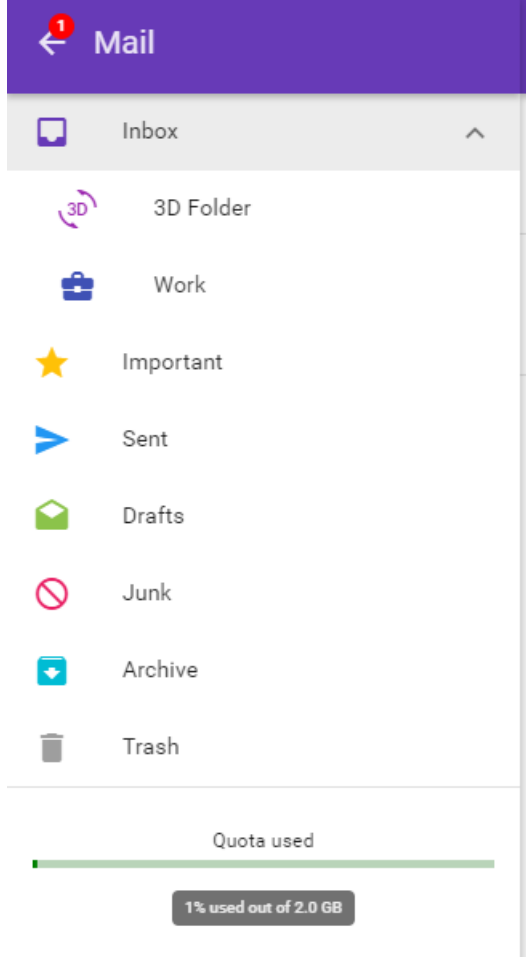 1
Mail
Inbox
3D
3D Folder
Work
Important
Sent
Drafts
Junk
Archive
Trash
Quota used
1% used out of 2.0 GB